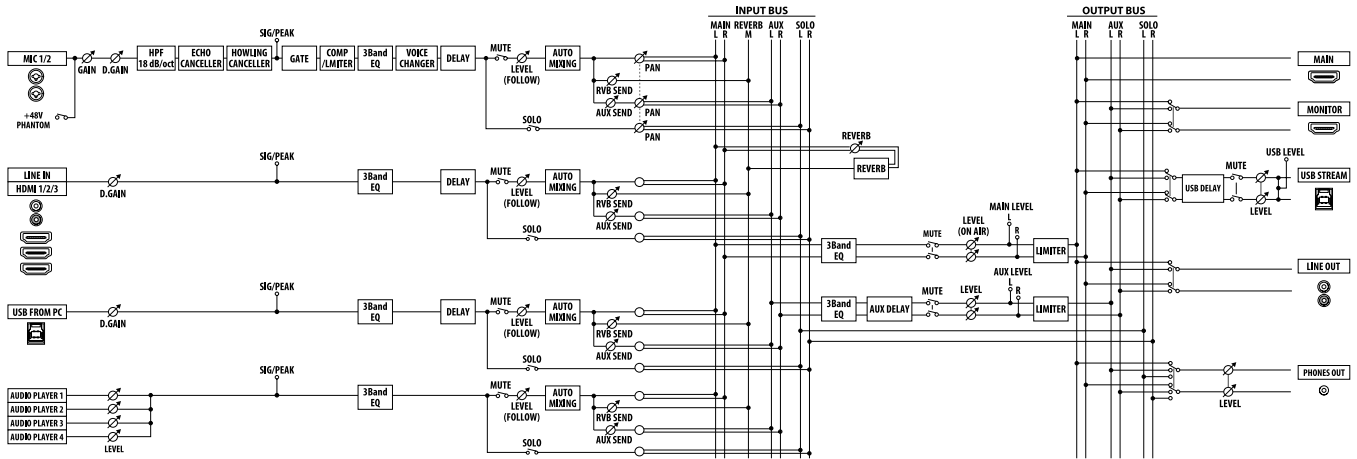 INPUT BUS
MAIN REVERB AUX SOLO
L R M L R L R
OUTPUT BUS
MAIN AUX SOLO
L R L R L R
MIC 1/2
+48V
PHANTOM
GAIN
D.GAIN
HPF
18 dB/oct
ECHO
CANCELLER
HOWLING
CANCELLER
SIG/PEAK
GATE
COMP
/LMITER
3Band
EQ
VOICE
CHANGER
DELAY
MUTE
LEVEL
(FOLLOW)
AUTO
MIXING
PAN
RVB SEND
AUX SEND
SOLO
PAN
REVERB
REVERB
LINE IN
HDMI 1/2/3
D.GAIN
SIG/PEAK
3Band
EQ
DELAY
MUTE
LEVEL
(FOLLOW)
AUTO
MIXING
RVB SEND
AUX SEND
SOLO
3Band
EQ
MUTE
LEVEL
(ON AIR)
MAIN LEVEL
L
R
LIMITER
USB FROM PC
D.GAIN
SIG/PEAK
3Band
EQ
DELAY
MUTE
LEVEL
(FOLLOW)
AUTO
MIXING
RVB SEND
AUX SEND
SOLO
3Band
EQ
AUX DELAY
MUTE
LEVEL
AUX LEVEL
L
R
LIMITER
AUDIO PLAYER 1
AUDIO PLAYER 2
AUDIO PLAYER 3
AUDIO PLAYER 4
LEVEL
SIG/PEAK
3Band
EQ
MUTE
LEVEL
(FOLLOW)
AUTO
MIXING
RVB SEND
AUX SEND
SOLO
MAIN
MONITOR
USB DELAY
MUTE
LEVEL
USB LEVEL
USB STREAM
LINE OUT
LEVEL
PHONES OUT